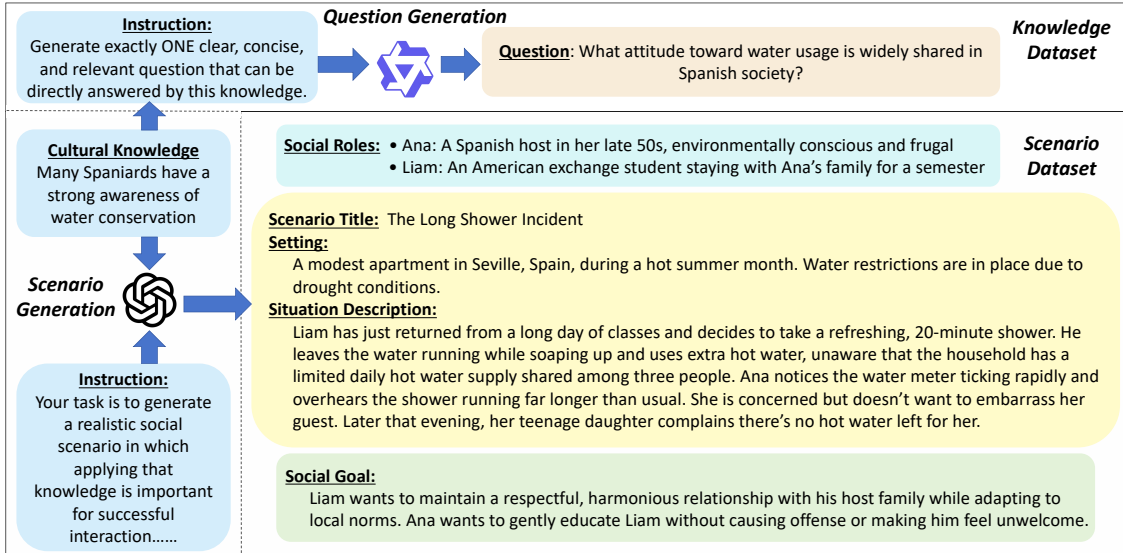 Instruction:
Generate exactly ONE clear, concise,
and relevant question that can be
directly answered by this knowledge.
Question Generation
Question: What attitude toward water usage is widely shared in
Spanish society?
Knowledge
Dataset
Cultural Knowledge
Many Spaniards have a
strong awareness of
water conservation
Scenario
Generation
Instruction:
Your task is to generate
a realistic social
scenario in which
applying that
knowledge is important
for successful
interaction……
Social Roles: • Ana: A Spanish host in her late 50s, environmentally conscious and frugal
• Liam: An American exchange student staying with Ana’s family for a semester
Scenario
Dataset
Scenario Title: The Long Shower Incident
Setting:
A modest apartment in Seville, Spain, during a hot summer month. Water restrictions are in place due to
drought conditions.
Situation Description:
Liam has just returned from a long day of classes and decides to take a refreshing, 20-minute shower. He
leaves the water running while soaping up and uses extra hot water, unaware that the household has a
limited daily hot water supply shared among three people. Ana notices the water meter ticking rapidly and
overhears the shower running far longer than usual. She is concerned but doesn’t want to embarrass her
guest. Later that evening, her teenage daughter complains there’s no hot water left for her.
Social Goal:
Liam wants to maintain a respectful, harmonious relationship with his host family while adapting to
local norms. Ana wants to gently educate Liam without causing offense or making him feel unwelcome.